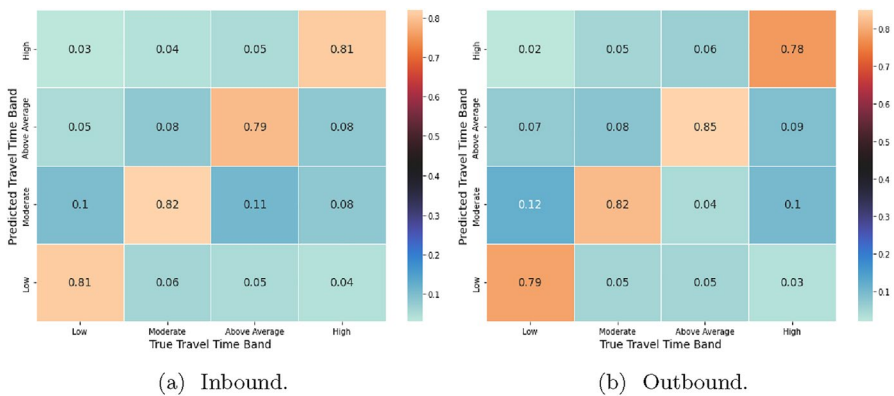 High 0.03 0.04 0.05 0.81
Above Average 0.05 0.08 0.79 0.08
Moderate 0.1 0.82 0.11 0.08
Low 0.81 0.06 0.05 0.04
Predicted Travel Time Band
Low Moderate Above Average High
True Travel Time Band
0.8
0.7
0.6
0.5
0.4
0.3
0.2
0.1
(a) Inbound.
High 0.02 0.05 0.06 0.78
Above Average 0.07 0.08 0.85 0.09
Moderate 0.12 0.82 0.04 0.1
Low 0.79 0.05 0.05 0.03
Predicted Travel Time Band
Low Moderate Above Average High
True Travel Time Band
0.8
0.7
0.6
0.5
0.4
0.3
0.2
0.1
(b) Outbound.